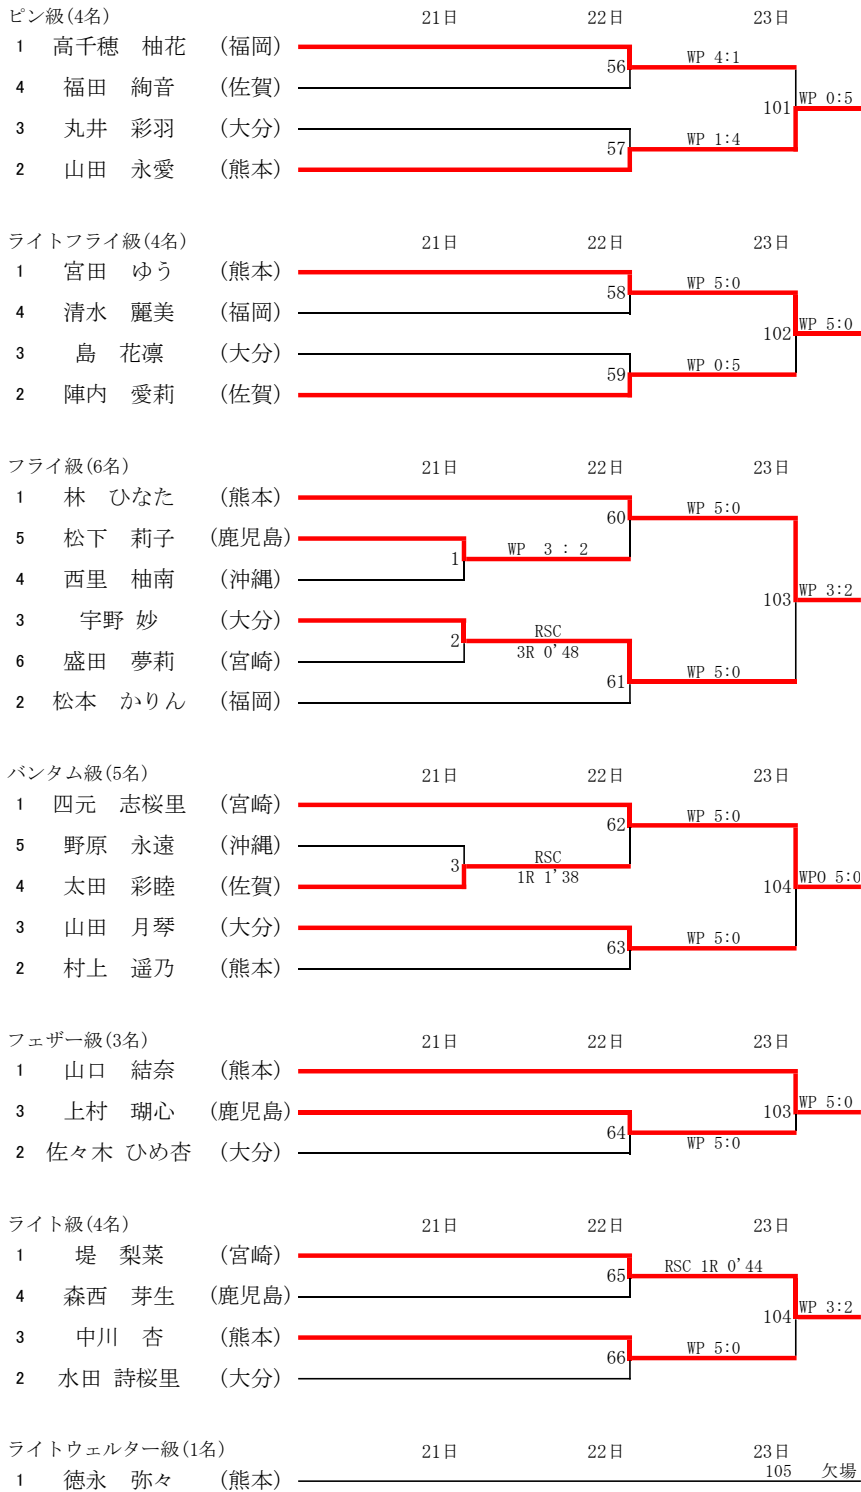 ピン級(4名) 21日 22日 23日
1 高千穂 柚花 (福岡)
56 WP 4:1
4 福田 絢音 (佐賀)
101 WP 0:5
3 丸井 彩羽 (大分)
57 WP 1:4
2 山田 永愛 (熊本)
ライトフライ級(4名) 21日 22日 23日
1 宮田 ゆう (熊本)
58 WP 5:0
4 清水 麗美 (福岡)
102 WP 5:0
3 島 花凛 (大分)
59 WP 0:5
2 陣内 愛莉 (佐賀)
フライ級(6名) 21日 22日 23日
1 林 ひなた (熊本)
60 WP 5:0
5 松下 莉子 (鹿児島)
1 WP 3 : 2
4 西里 柚南 (沖縄)
103 WP 3:2
3 宇野 妙 (大分)
2 RSC
3R 0'48
6 盛田 夢莉 (宮崎)
61 WP 5:0
2 松本 かりん (福岡)
バンタム級(5名) 21日 22日 23日
1 四元 志桜里 (宮崎)
62 WP 5:0
5 野原 永遠 (沖縄)
3 RSC
1R 1'38
4 太田 彩睦 (佐賀)
104 WPO 5:0
3 山田 月琴 (大分)
63 WP 5:0
2 村上 遥乃 (熊本)
フェザー級(3名) 21日 22日 23日
1 山口 結奈 (熊本)
3 上村 瑚心 (鹿児島)
103 WP 5:0
64 WP 5:0
2 佐々木 ひめ杏 (大分)
ライト級(4名) 21日 22日 23日
1 堤 梨菜 (宮崎)
65 RSC 1R 0'44
4 森西 芽生 (鹿児島)
104 WP 3:2
3 中川 杏 (熊本)
66 WP 5:0
2 水田 詩桜里 (大分)
ライトウェルター級(1名) 21日 22日 23日
105 欠場
1 徳永 弥々 (熊本)